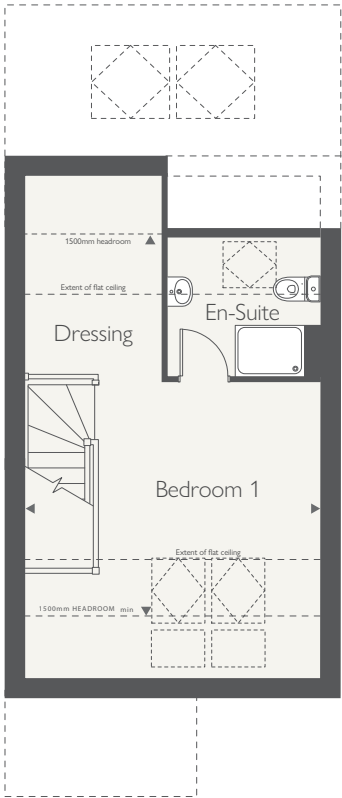 1500mm headroom
Extent of flat ceiling
En-Suite
Dressing
Bedroom 1
Extent of flat ceiling
1500mm HEADROOM min